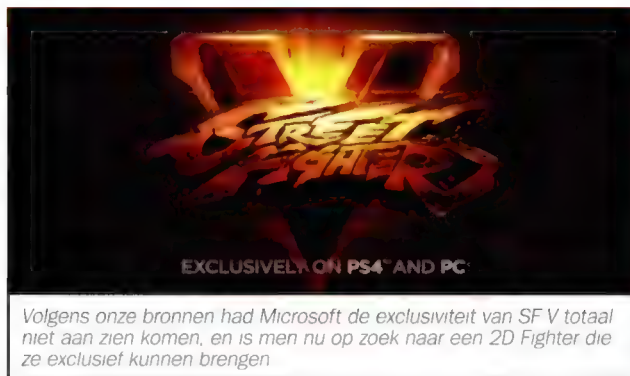 V
STREET
FIGHTER
EXCLUSIVELY ON PS4™ AND PC
Volgens onze bronnen had Microsoft de exclusiviteit van SF V totaal
niet aan zien komen, en is men nu op zoek naar een 2D Fighter die
ze exclusief kunnen brengen